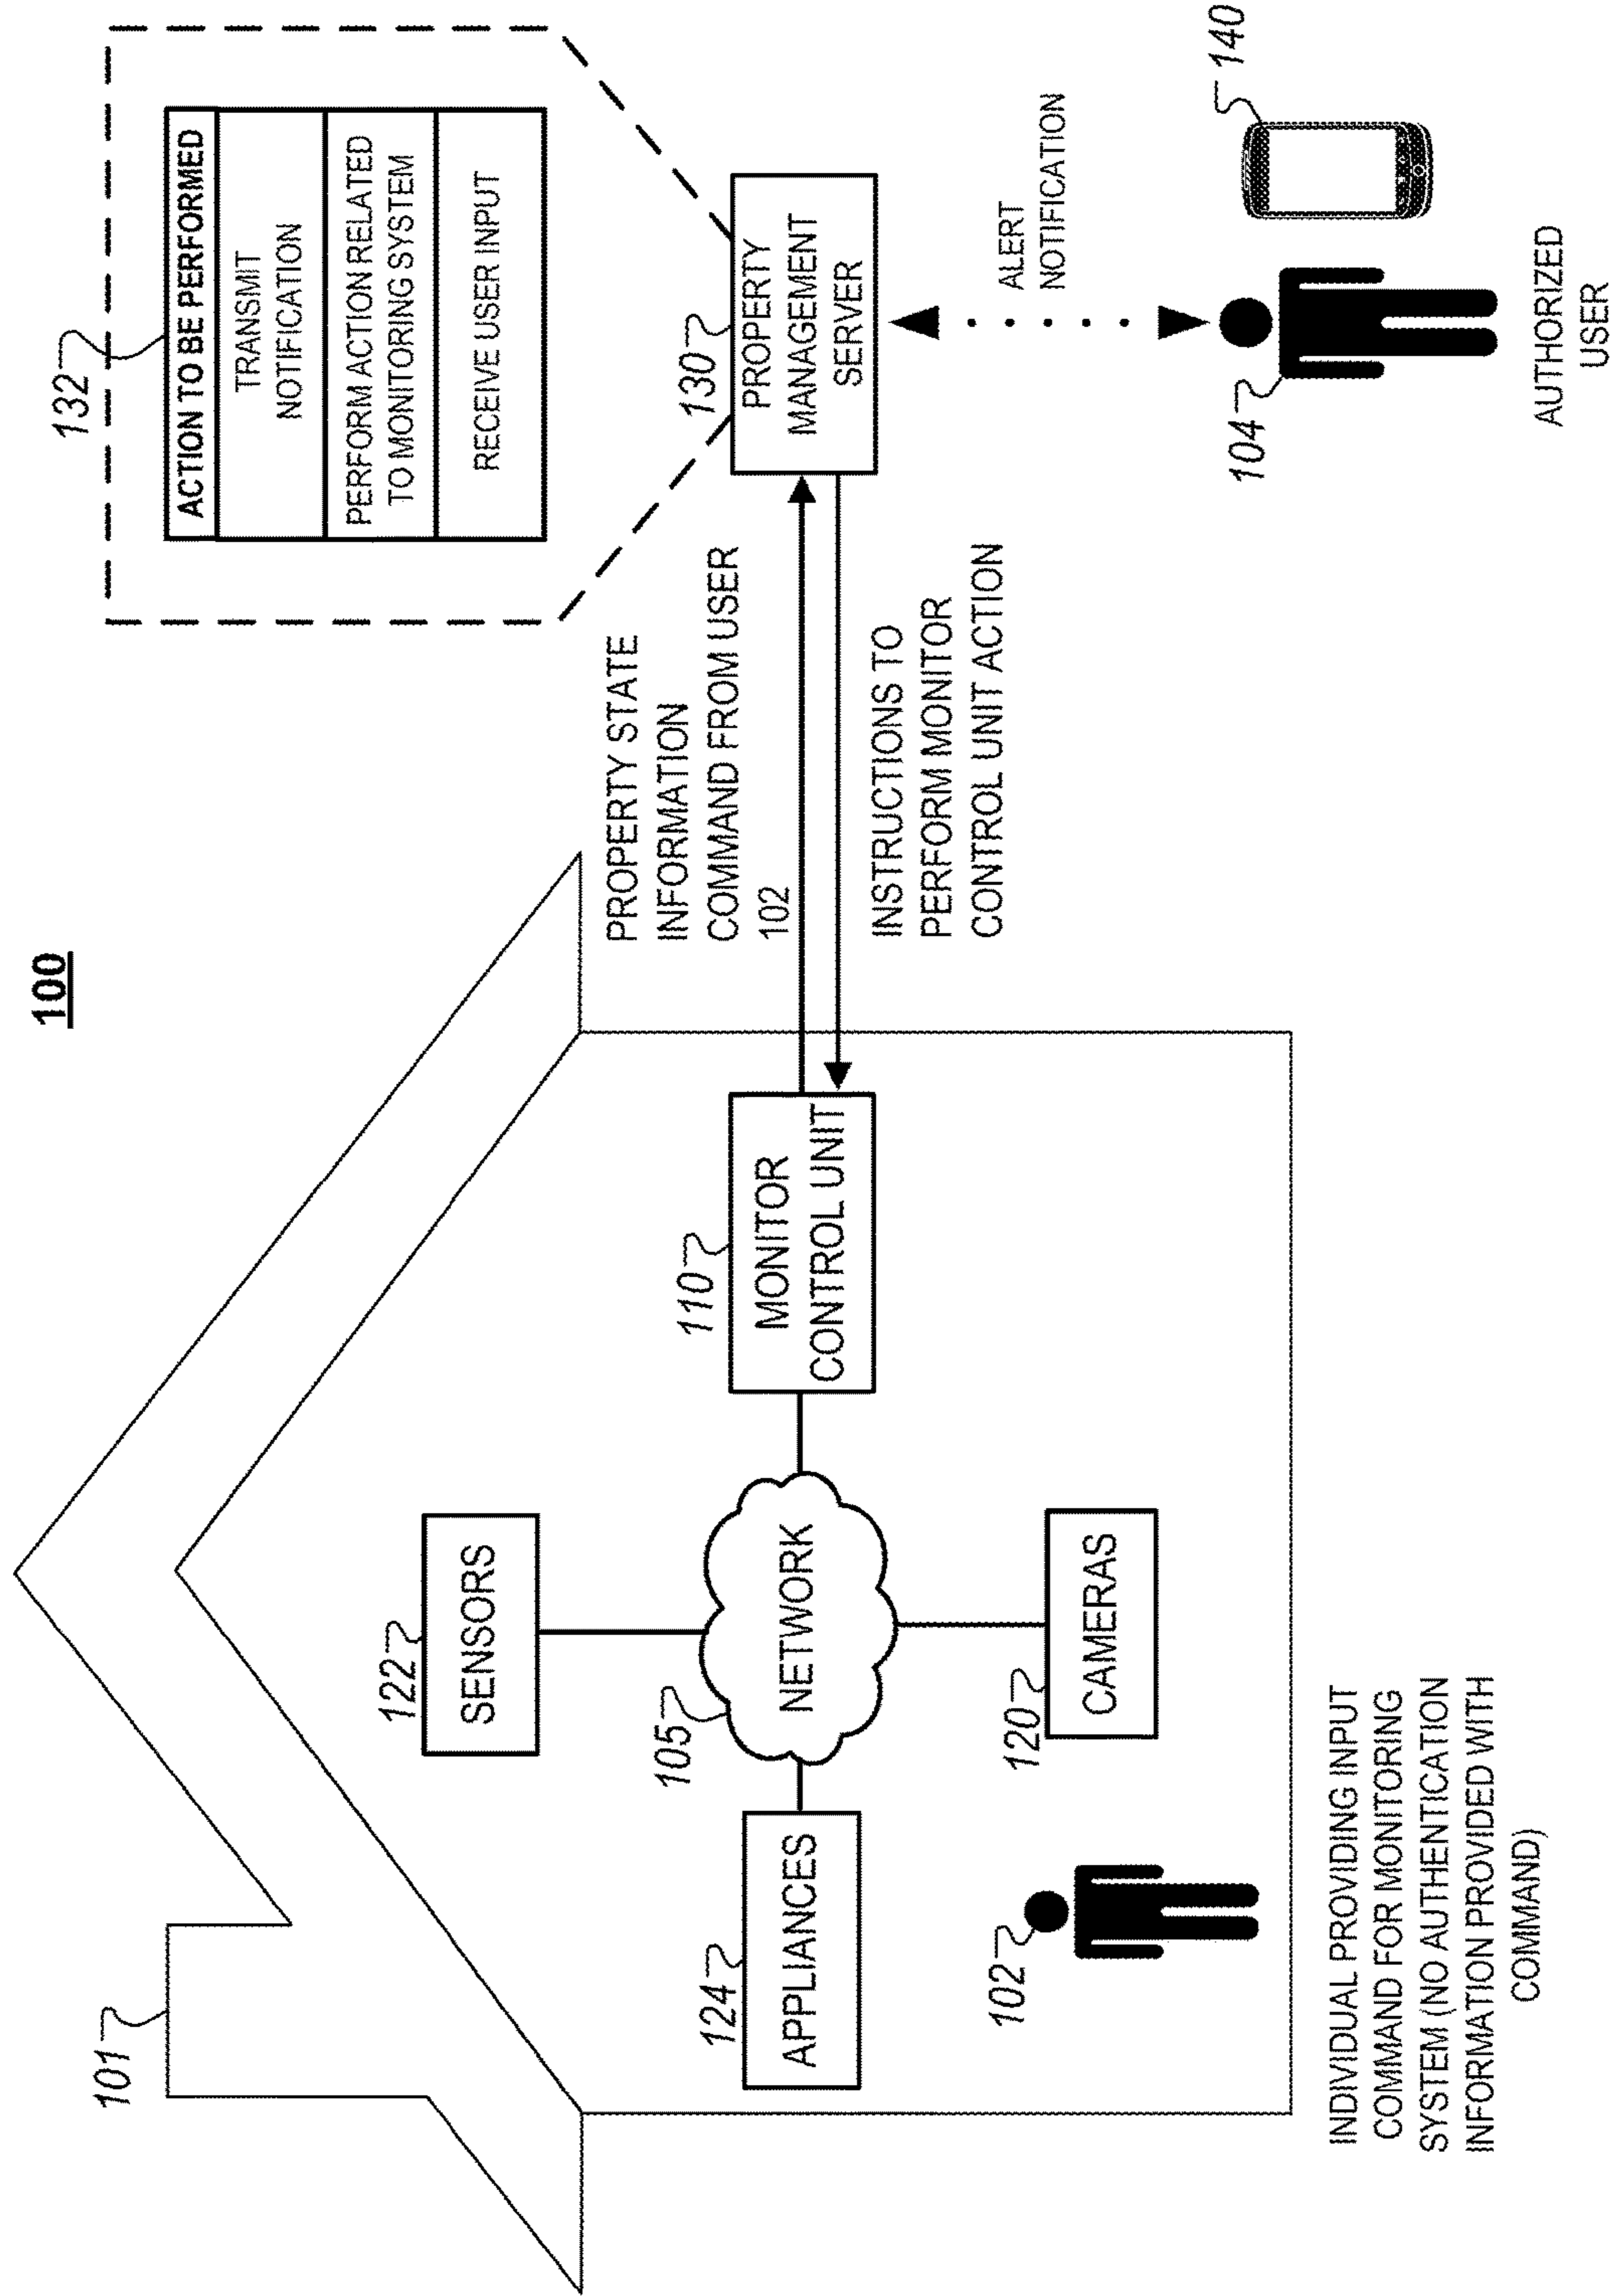 100
101
132
ACTION TO BE PERFORMED
TRANSMIT
NOTIFICATION
PERFORM ACTION RELATED
TO MONITORING SYSTEM
RECEIVE USER INPUT
122
SENSORS
105
NETWORK
124
APPLIANCES
120
CAMERAS
110
MONITOR
CONTROL UNIT
PROPERTY STATE
INFORMATION
COMMAND FROM USER
102
INSTRUCTIONS TO
PERFORM MONITOR
CONTROL UNIT ACTION
130
PROPERTY
MANAGEMENT
SERVER
ALERT
NOTIFICATION
102
INDIVIDUAL PROVIDING INPUT
COMMAND FOR MONITORING
SYSTEM (NO AUTHENTICATION
INFORMATION PROVIDED WITH
COMMAND)
104
140
AUTHORIZED
USER